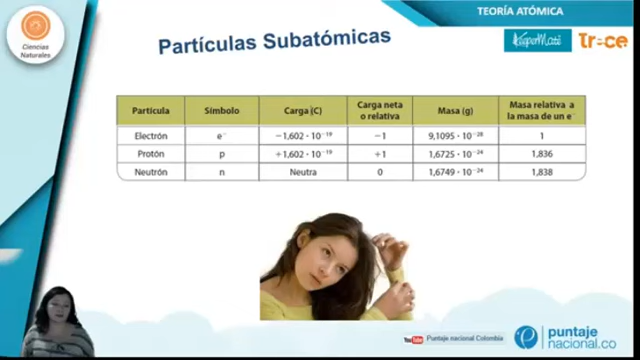 TEORÍA ATÓMICA
Ciencias
Naturales
Partículas Subatómicas
Partícula Símbolo Carga (C) Carga neta o relativa Masa (g) Masa relativa a la masa de un e⁻
Electrón e⁻ −1,602 · 10⁻¹⁹ −1 9,1095 · 10⁻²⁸ 1
Protón p +1,602 · 10⁻¹⁹ +1 1,6725 · 10⁻²⁴ 1,836
Neutrón n Neutra 0 1,6749 · 10⁻²⁴ 1,838
YouTube Puntaje nacional Colombia
puntaje
nacional.co